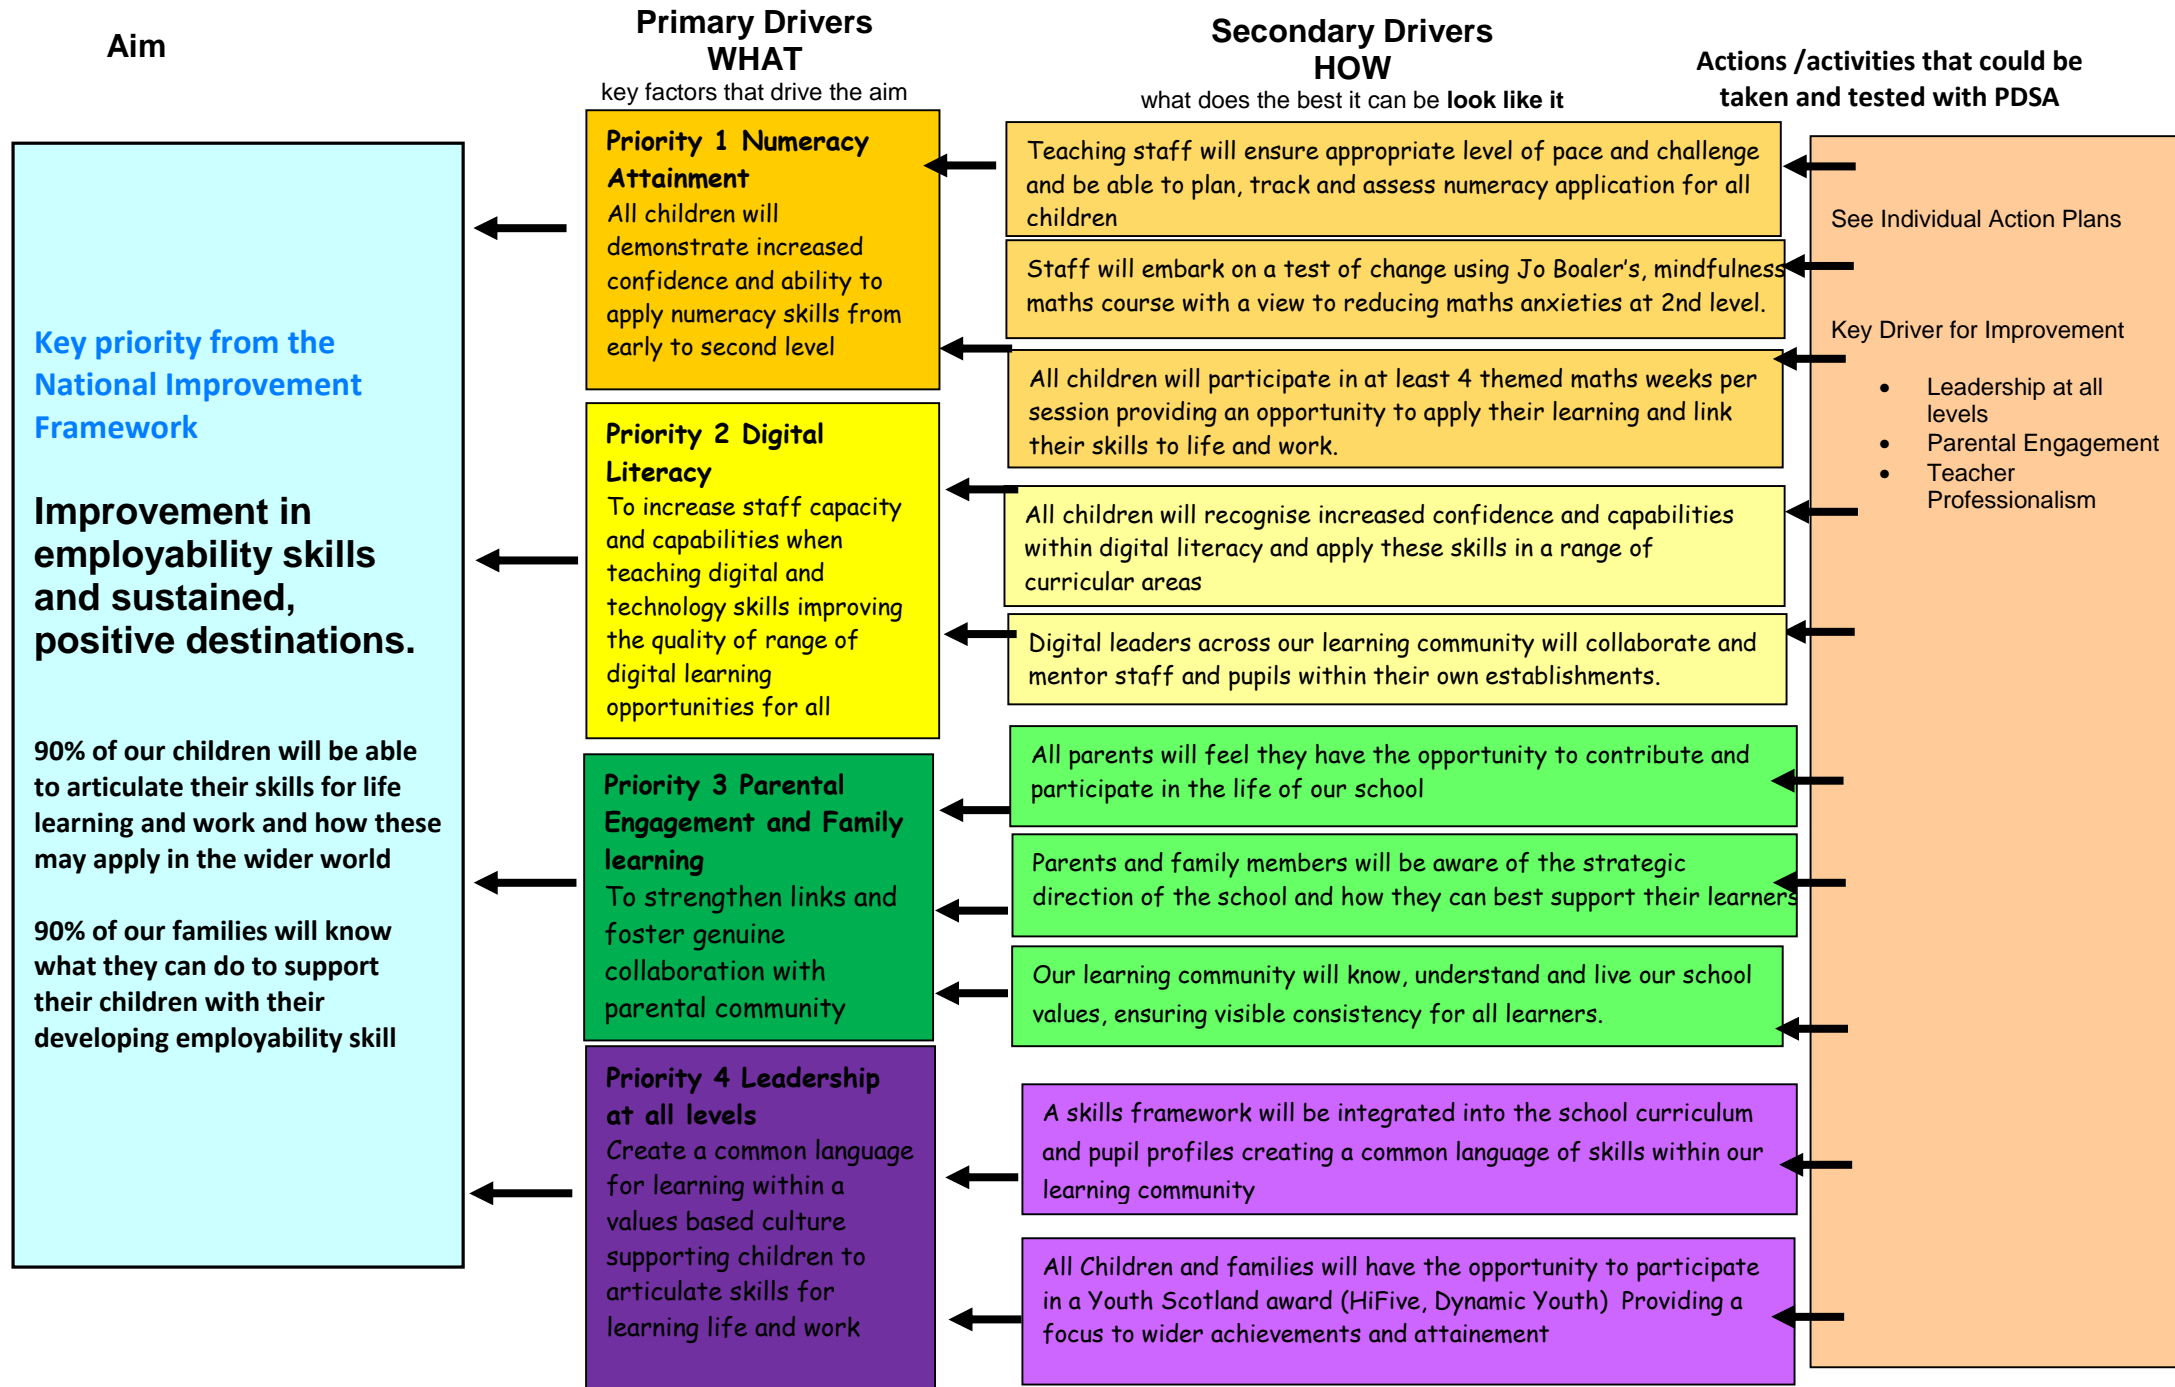 Aim
Key priority from the
National Improvement
Framework
Improvement in
employability skills
and sustained,
positive destinations.
90% of our children will be able
to articulate their skills for life
learning and work and how these
may apply in the wider world
90% of our families will know
what they can do to support
their children with their
developing employability skill
Primary Drivers
WHAT
key factors that drive the aim
Priority 1 Numeracy
Attainment
All children will
demonstrate increased
confidence and ability to
apply numeracy skills from
early to second level
Priority 2 Digital
Literacy
To increase staff capacity
and capabilities when
teaching digital and
technology skills improving
the quality of range of
digital learning
opportunities for all
Priority 3 Parental
Engagement and Family
learning
To strengthen links and
foster genuine
collaboration with
parental community
Priority 4 Leadership
at all levels
Create a common language
for learning within a
values based culture
supporting children to
articulate skills for
learning life and work
Secondary Drivers
HOW
what does the best it can be look like it
Teaching staff will ensure appropriate level of pace and challenge
and be able to plan, track and assess numeracy application for all
children
Staff will embark on a test of change using Jo Boaler’s, mindfulness
maths course with a view to reducing maths anxieties at 2nd level.
All children will participate in at least 4 themed maths weeks per
session providing an opportunity to apply their learning and link
their skills to life and work.
All children will recognise increased confidence and capabilities
within digital literacy and apply these skills in a range of
curricular areas
Digital leaders across our learning community will collaborate and
mentor staff and pupils within their own establishments.
All parents will feel they have the opportunity to contribute and
participate in the life of our school
Parents and family members will be aware of the strategic
direction of the school and how they can best support their learners
Our learning community will know, understand and live our school
values, ensuring visible consistency for all learners.
A skills framework will be integrated into the school curriculum
and pupil profiles creating a common language of skills within our
learning community
All Children and families will have the opportunity to participate
in a Youth Scotland award (HiFive, Dynamic Youth) Providing a
focus to wider achievements and attainement
Actions /activities that could be
taken and tested with PDSA
See Individual Action Plans
Key Driver for Improvement
• Leadership at all
levels
• Parental Engagement
• Teacher
Professionalism